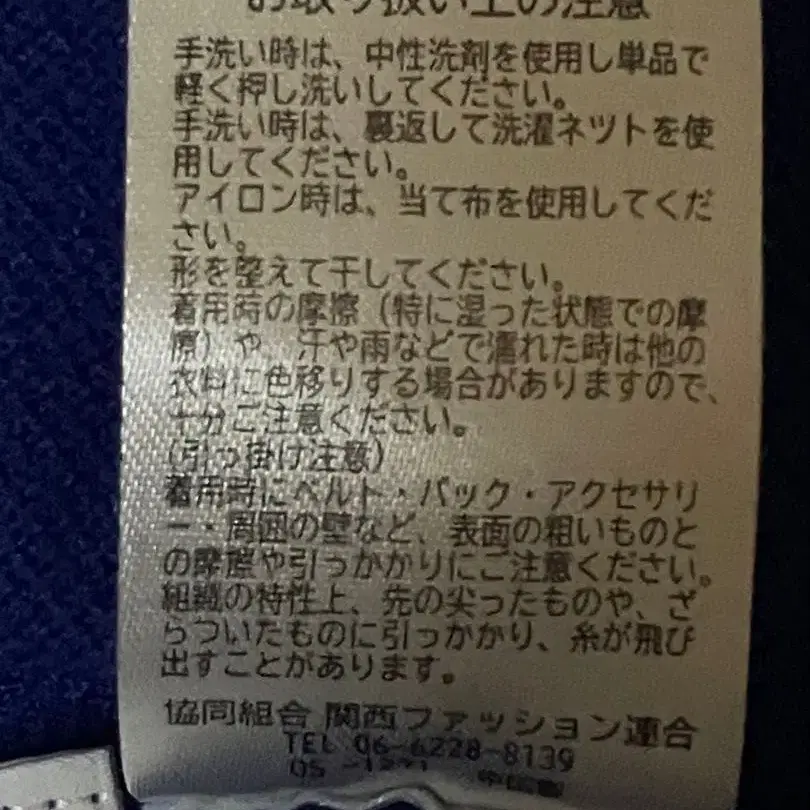 お取り扱い上の注意
手洗い時は、中性洗剤を使用し単品で
軽く押し洗いしてください。
手洗い時は、裏返して洗濯ネツトを使
用してください。
アイロン時は、当て布を使用してくだ
さい。
形を整えて干してください。
着用時の摩擦（特に湿った状態での摩
擦）や、汗や雨などで濡れた時は他の
衣料に色移りする場合がありますので、
十分ご注意ください。
(引っ掛け注意)
着用時にベルト・バック・アクセサリ
ー・周囲の壁など、表面の粗いものと
の摩擦や引っかかりにご注意ください。
組織の特性上、先の尖ったものや、ざ
らついたものに引っかかり、糸が飛び
出すことがあります。
協同組合 関西ファッション連合
TEL 06-6228-8139
中国製